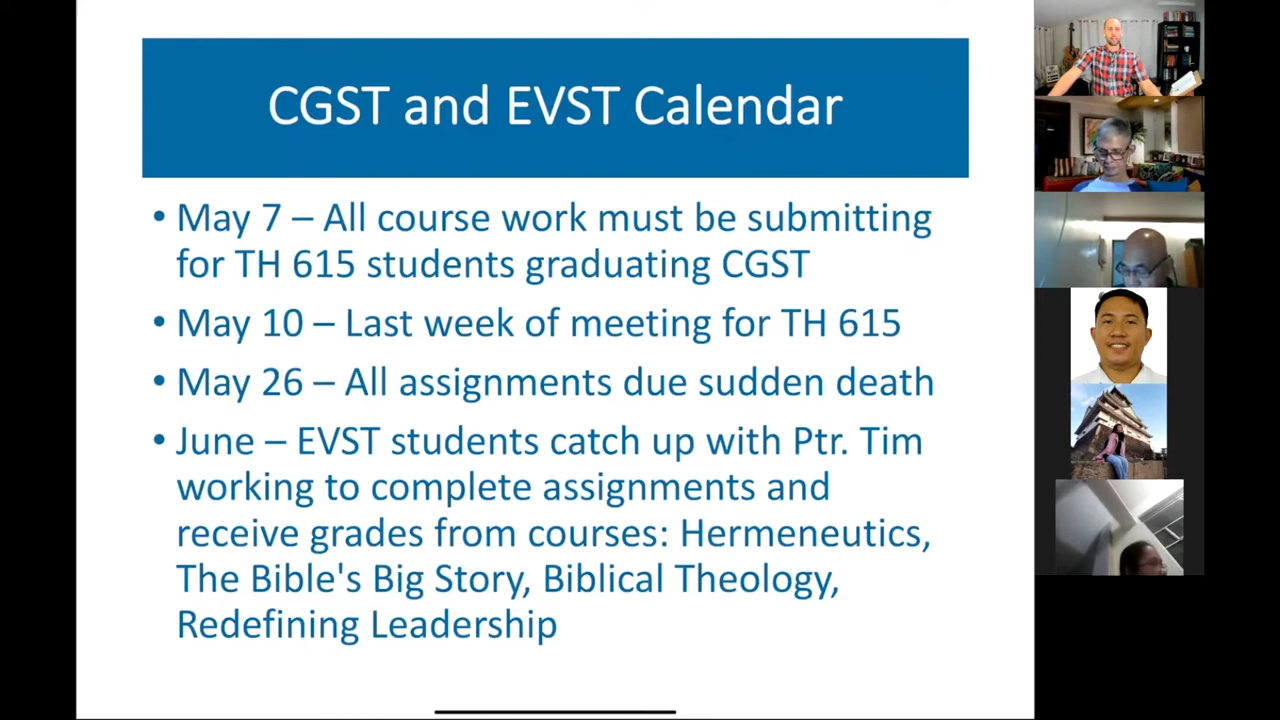 CGST and EVST Calendar
• May 7 – All course work must be submitting
for TH 615 students graduating CGST
• May 10 – Last week of meeting for TH 615
• May 26 – All assignments due sudden death
• June – EVST students catch up with Ptr. Tim
working to complete assignments and
receive grades from courses: Hermeneutics,
The Bible's Big Story, Biblical Theology,
Redefining Leadership